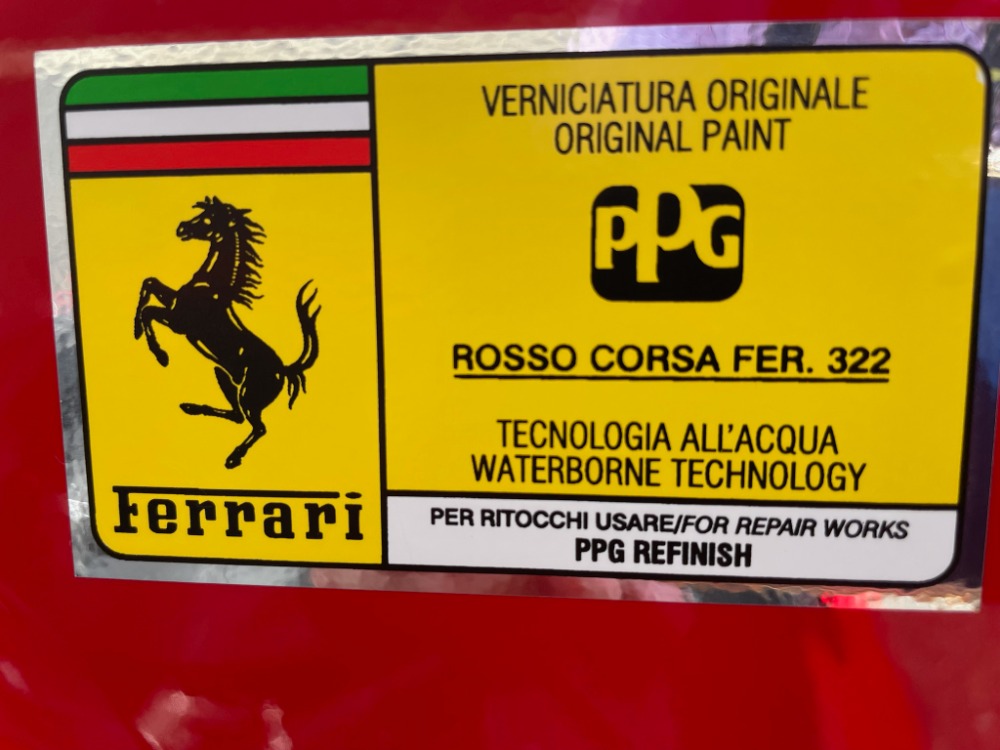 VERNICIATURA ORIGINALE
ORIGINAL PAINT
PPG
ROSSO CORSA FER. 322
TECNOLOGIA ALL'ACQUA
WATERBORNE TECHNOLOGY
Ferrari
PER RITOCCHI USARE/FOR REPAIR WORKS
PPG REFINISH